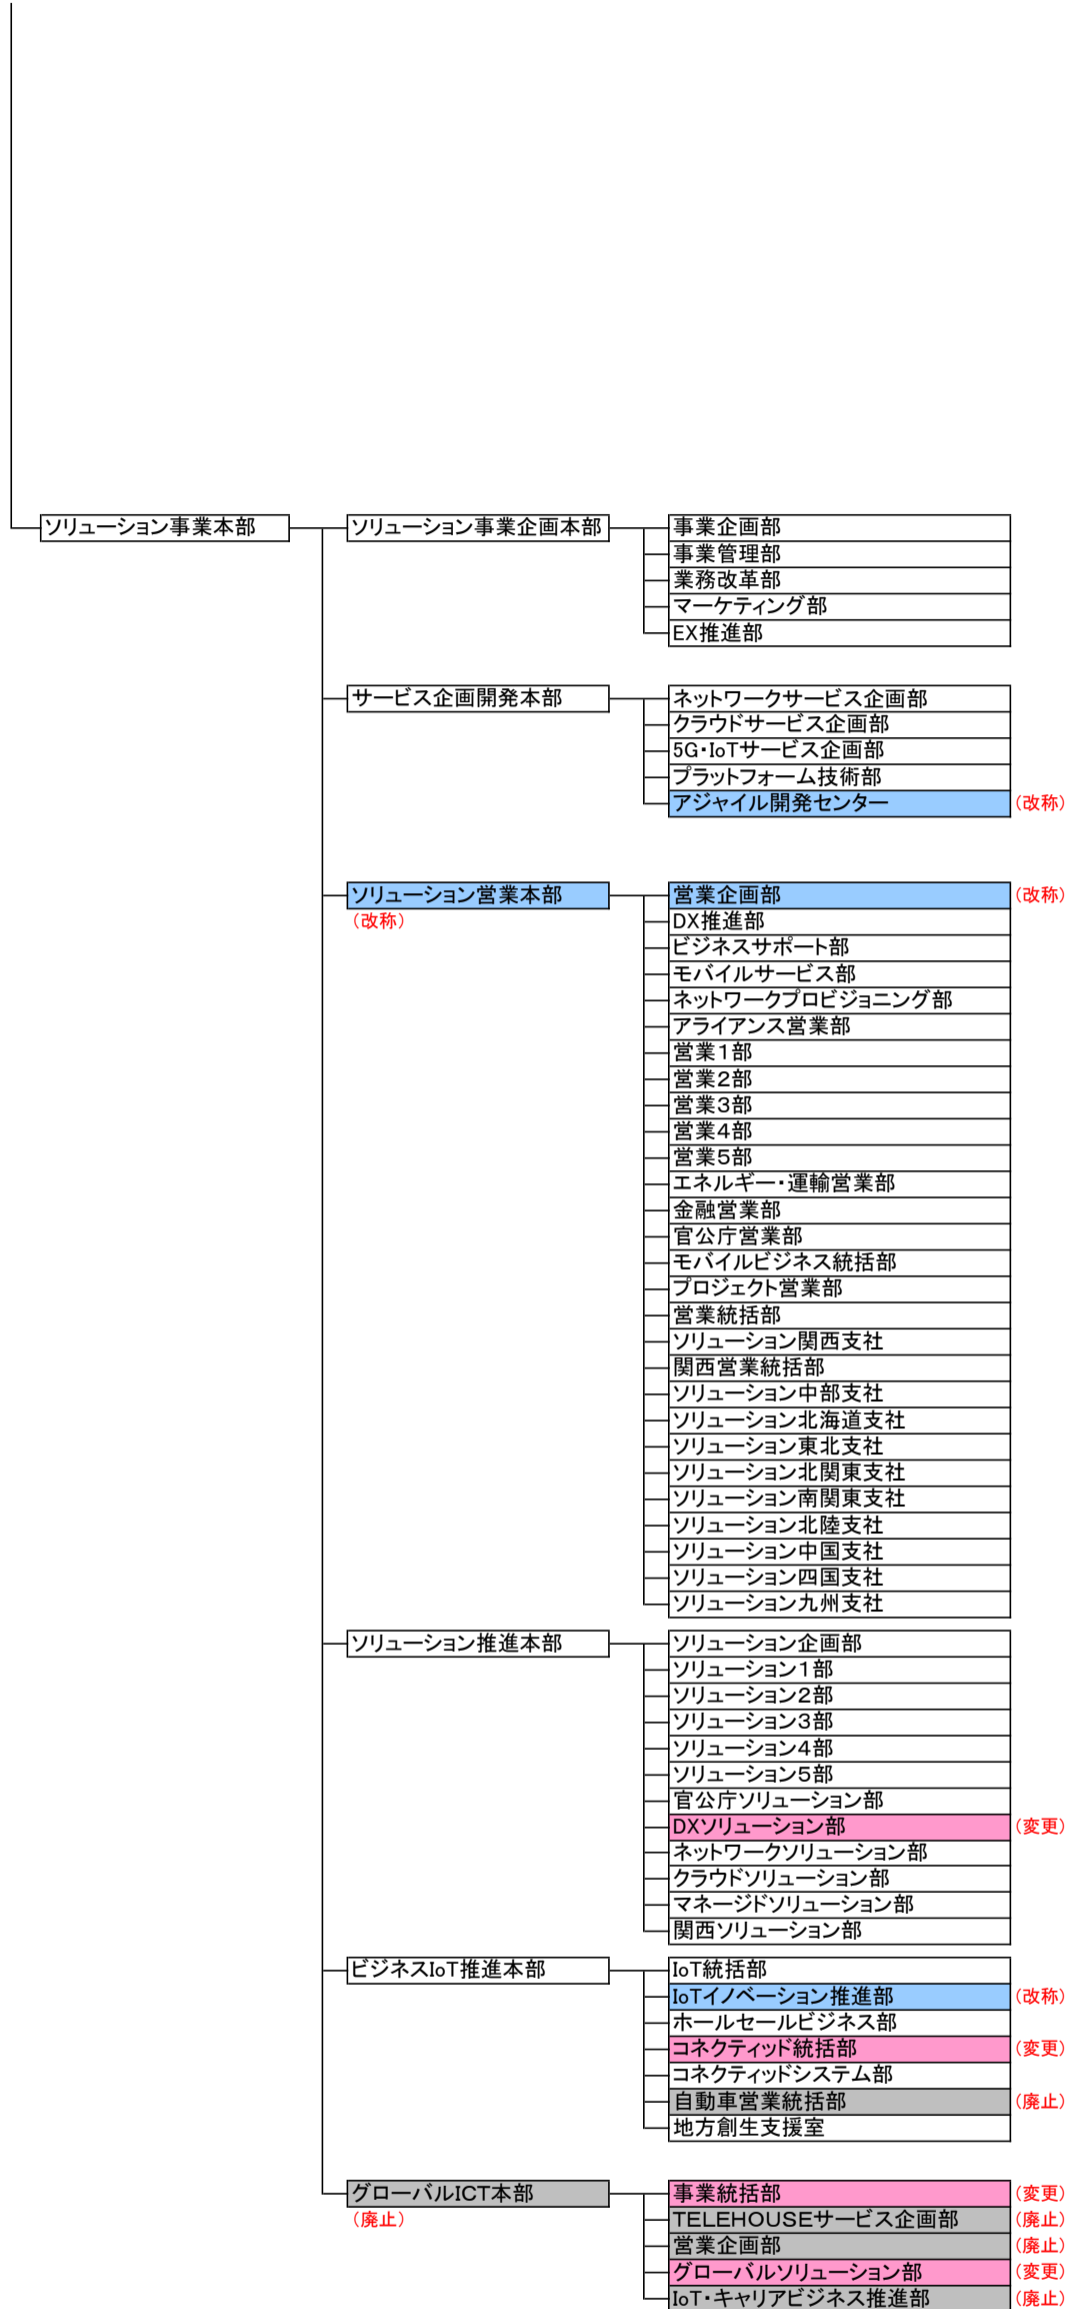 ソリューション事業本部
ソリューション事業企画本部
事業企画部
事業管理部
業務改革部
マーケティング部
EX推進部
サービス企画開発本部
ネットワークサービス企画部
クラウドサービス企画部
5G・IoTサービス企画部
プラットフォーム技術部
アジャイル開発センター (改称)
ソリューション営業本部
(改称)
営業企画部 (改称)
DX推進部
ビジネスサポート部
モバイルサービス部
ネットワークプロビジョニング部
アライアンス営業部
営業1部
営業2部
営業3部
営業4部
営業5部
エネルギー・運輸営業部
金融営業部
官公庁営業部
モバイルビジネス統括部
プロジェクト営業部
営業統括部
ソリューション関西支社
関西営業統括部
ソリューション中部支社
ソリューション北海道支社
ソリューション東北支社
ソリューション北関東支社
ソリューション南関東支社
ソリューション北陸支社
ソリューション中国支社
ソリューション四国支社
ソリューション九州支社
ソリューション推進本部
ソリューション企画部
ソリューション1部
ソリューション2部
ソリューション3部
ソリューション4部
ソリューション5部
官公庁ソリューション部
DXソリューション部 (変更)
ネットワークソリューション部
クラウドソリューション部
マネージドソリューション部
関西ソリューション部
ビジネスIoT推進本部
IoT統括部
IoTイノベーション推進部 (改称)
ホールセールビジネス部
コネクティッド統括部 (変更)
コネクティッドシステム部
自動車営業統括部 (廃止)
地方創生支援室
グローバルICT本部
(廃止)
事業統括部 (変更)
TELEHOUSEサービス企画部 (廃止)
営業企画部 (廃止)
グローバルソリューション部 (変更)
IoT・キャリアビジネス推進部 (廃止)